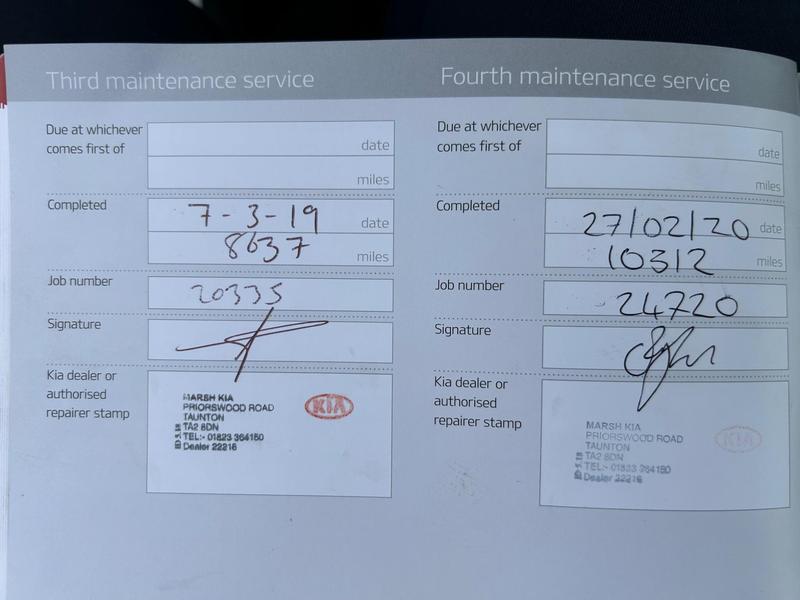 Third maintenance service
Due at whichever
comes first of
date
miles
Completed
7-3-19 date
8637 miles
Job number
20335
Signature
Kia dealer or
authorised
repairer stamp
MARSH KIA
PRIORSWOOD ROAD
TAUNTON
TA2 8DN
TEL:- 01823 364150
Dealer 22216
KIA
Fourth maintenance service
Due at whichever
comes first of
date
miles
Completed
27/02/20 date
10312 miles
Job number
24720
Signature
Kia dealer or
authorised
repairer stamp
MARSH KIA
PRIORSWOOD ROAD
TAUNTON
TA2 8DN
TEL:- 01823 364150
Dealer 22216
KIA